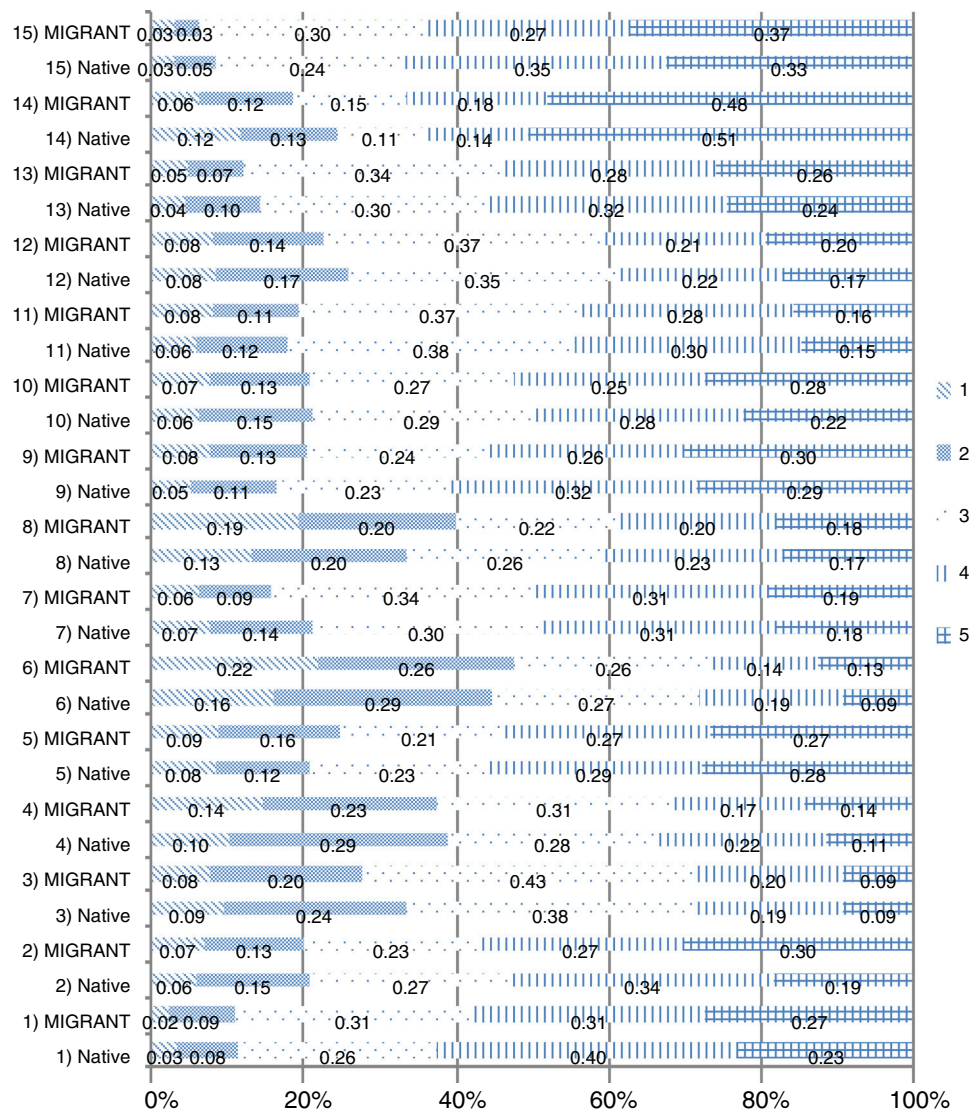 15) MIGRANT 0.03 0.03 0.30 0.27 0.37
15) Native 0.03 0.05 0.24 0.35 0.33
14) MIGRANT 0.06 0.12 0.15 0.18 0.48
14) Native 0.12 0.13 0.11 0.14 0.51
13) MIGRANT 0.05 0.07 0.34 0.28 0.26
13) Native 0.04 0.10 0.30 0.32 0.24
12) MIGRANT 0.08 0.14 0.37 0.21 0.20
12) Native 0.08 0.17 0.35 0.22 0.17
11) MIGRANT 0.08 0.11 0.37 0.28 0.16
11) Native 0.06 0.12 0.38 0.30 0.15
10) MIGRANT 0.07 0.13 0.27 0.25 0.28
10) Native 0.06 0.15 0.29 0.28 0.22
9) MIGRANT 0.08 0.13 0.24 0.26 0.30
9) Native 0.05 0.11 0.23 0.32 0.29
8) MIGRANT 0.19 0.20 0.22 0.20 0.18
8) Native 0.13 0.20 0.26 0.23 0.17
7) MIGRANT 0.06 0.09 0.34 0.31 0.19
7) Native 0.07 0.14 0.30 0.31 0.18
6) MIGRANT 0.22 0.26 0.26 0.14 0.13
6) Native 0.16 0.29 0.27 0.19 0.09
5) MIGRANT 0.09 0.16 0.21 0.27 0.27
5) Native 0.08 0.12 0.23 0.29 0.28
4) MIGRANT 0.14 0.23 0.31 0.17 0.14
4) Native 0.10 0.29 0.28 0.22 0.11
3) MIGRANT 0.08 0.20 0.43 0.20 0.09
3) Native 0.09 0.24 0.38 0.19 0.09
2) MIGRANT 0.07 0.13 0.23 0.27 0.30
2) Native 0.06 0.15 0.27 0.34 0.19
1) MIGRANT 0.02 0.09 0.31 0.31 0.27
1) Native 0.03 0.08 0.26 0.40 0.23
0% 20% 40% 60% 80% 100%
1
2
3
4
5